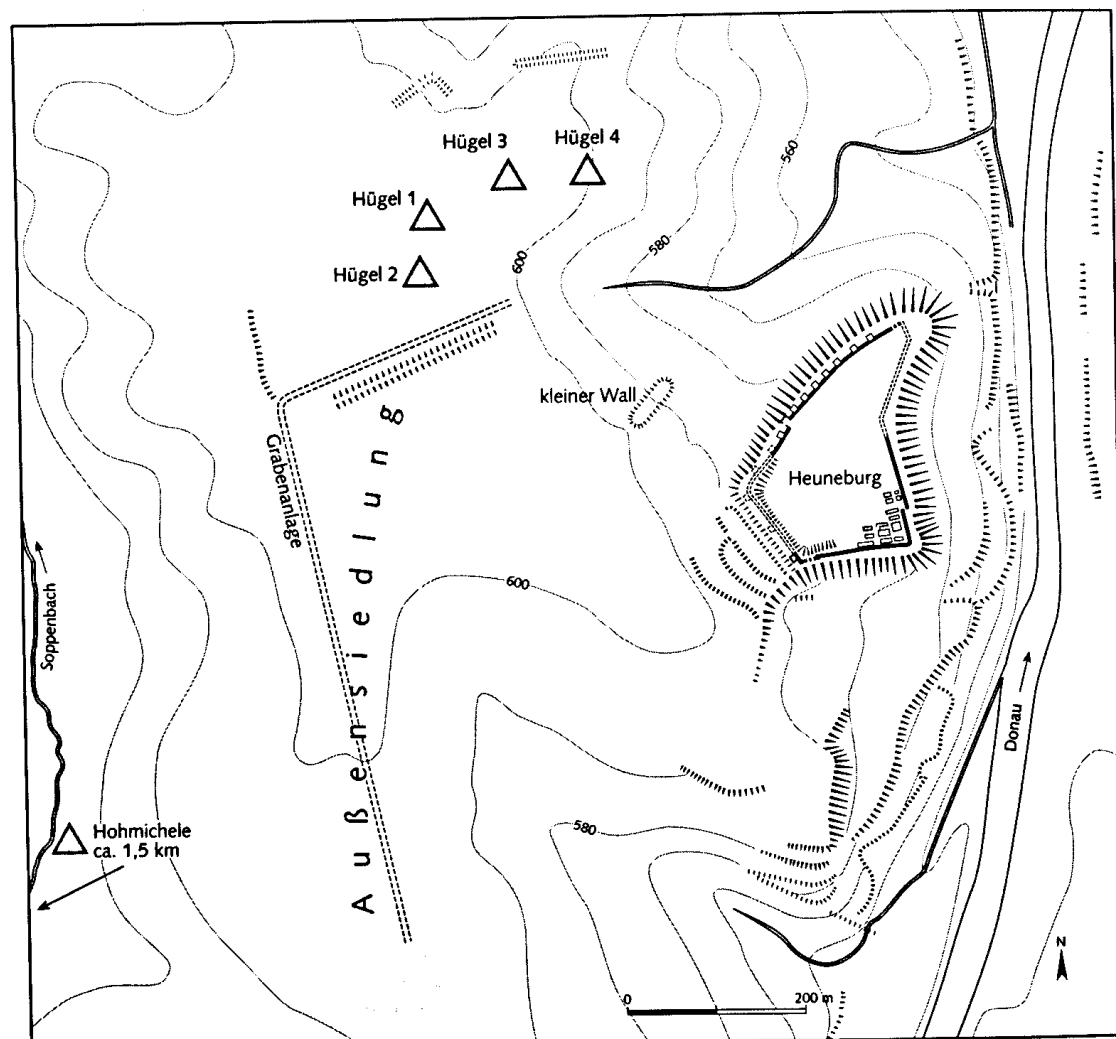 Hügel 3
Hügel 4
560
Hügel 1
580
Hügel 2
600
kleiner Wall
Grabenanlage
Außensiedlung
Heuneburg
600
Soppenbach
Donau
580
Hohmichele
ca. 1,5 km
N
0 200 m